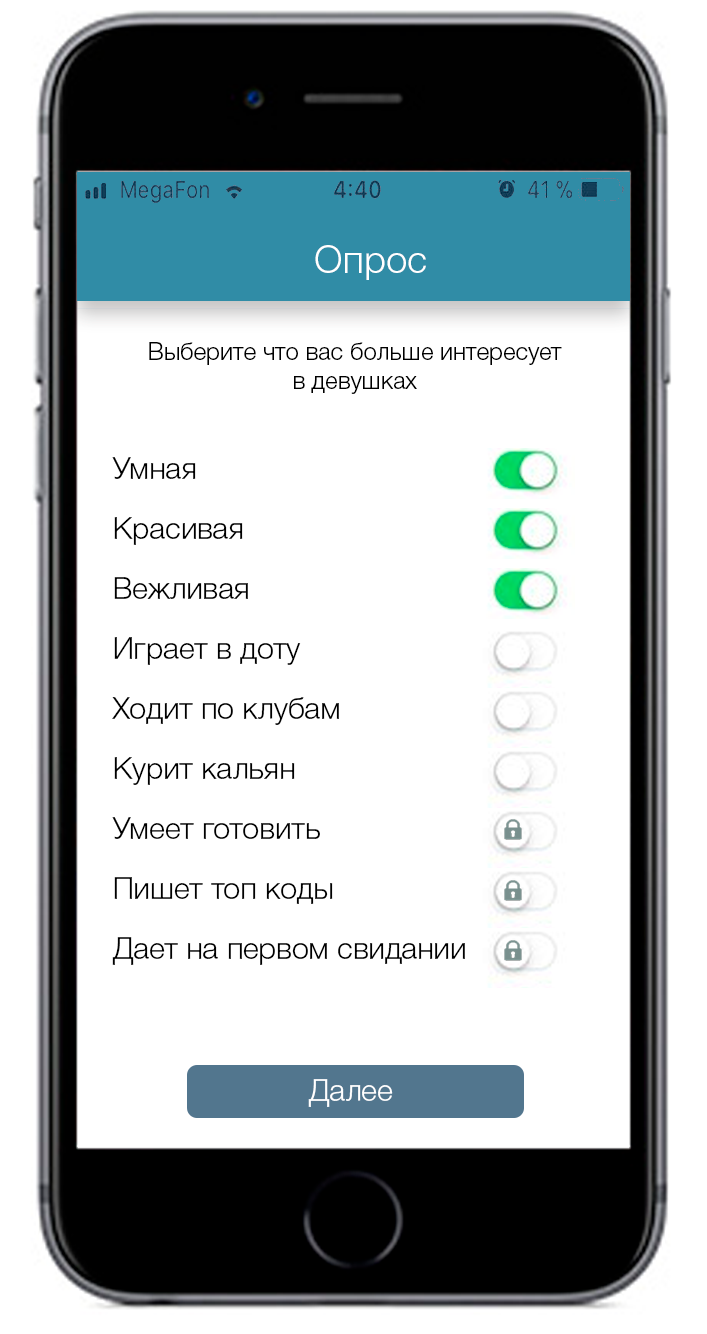 MegaFon 4:40 41 %
Опрос
Выберите что вас больше интересует
в девушках
Умная
Красивая
Вежливая
Играет в доту
Ходит по клубам
Курит кальян
Умеет готовить
Пишет топ коды
Дает на первом свидании
Далее